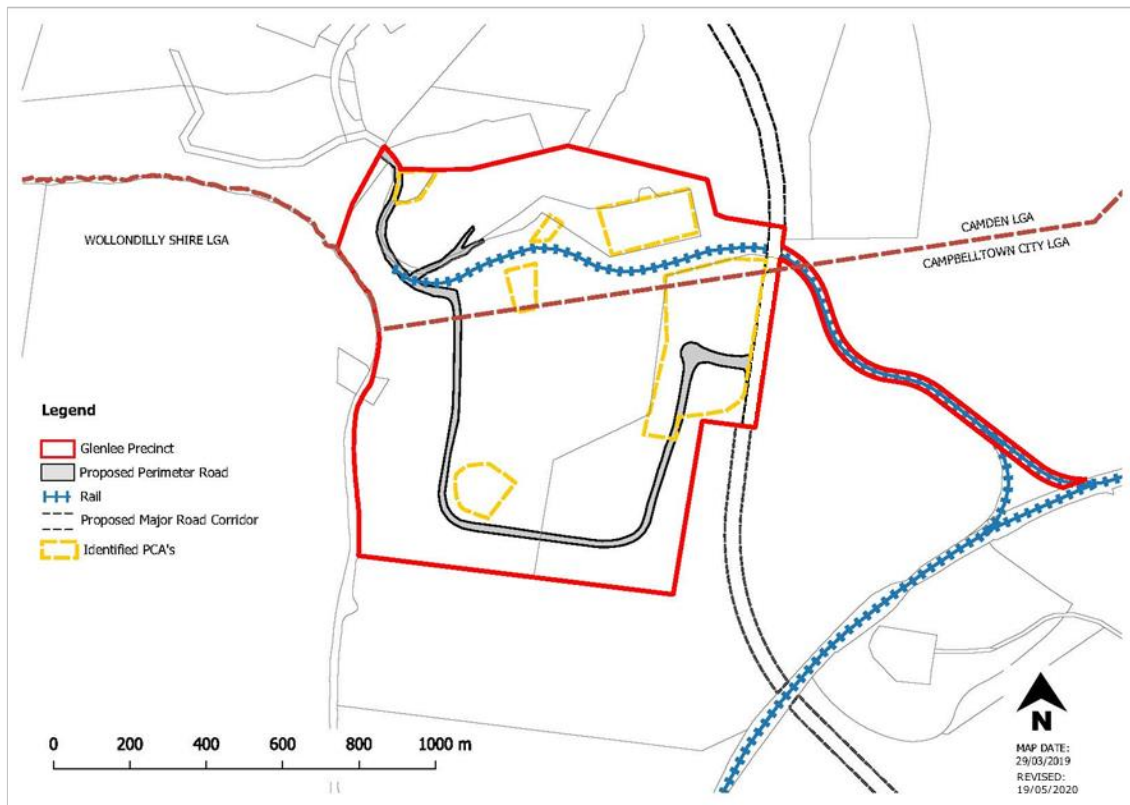 CAMDEN LGA
WOLLONDILLY SHIRE LGA
CAMPBELLTOWN CITY LGA
Legend
Glenlee Precinct
Proposed Perimeter Road
Rail
Proposed Major Road Corridor
Identified PCA's
0 200 400 600 800 1000 m
N
MAP DATE:
29/03/2019
REVISED:
19/05/2020